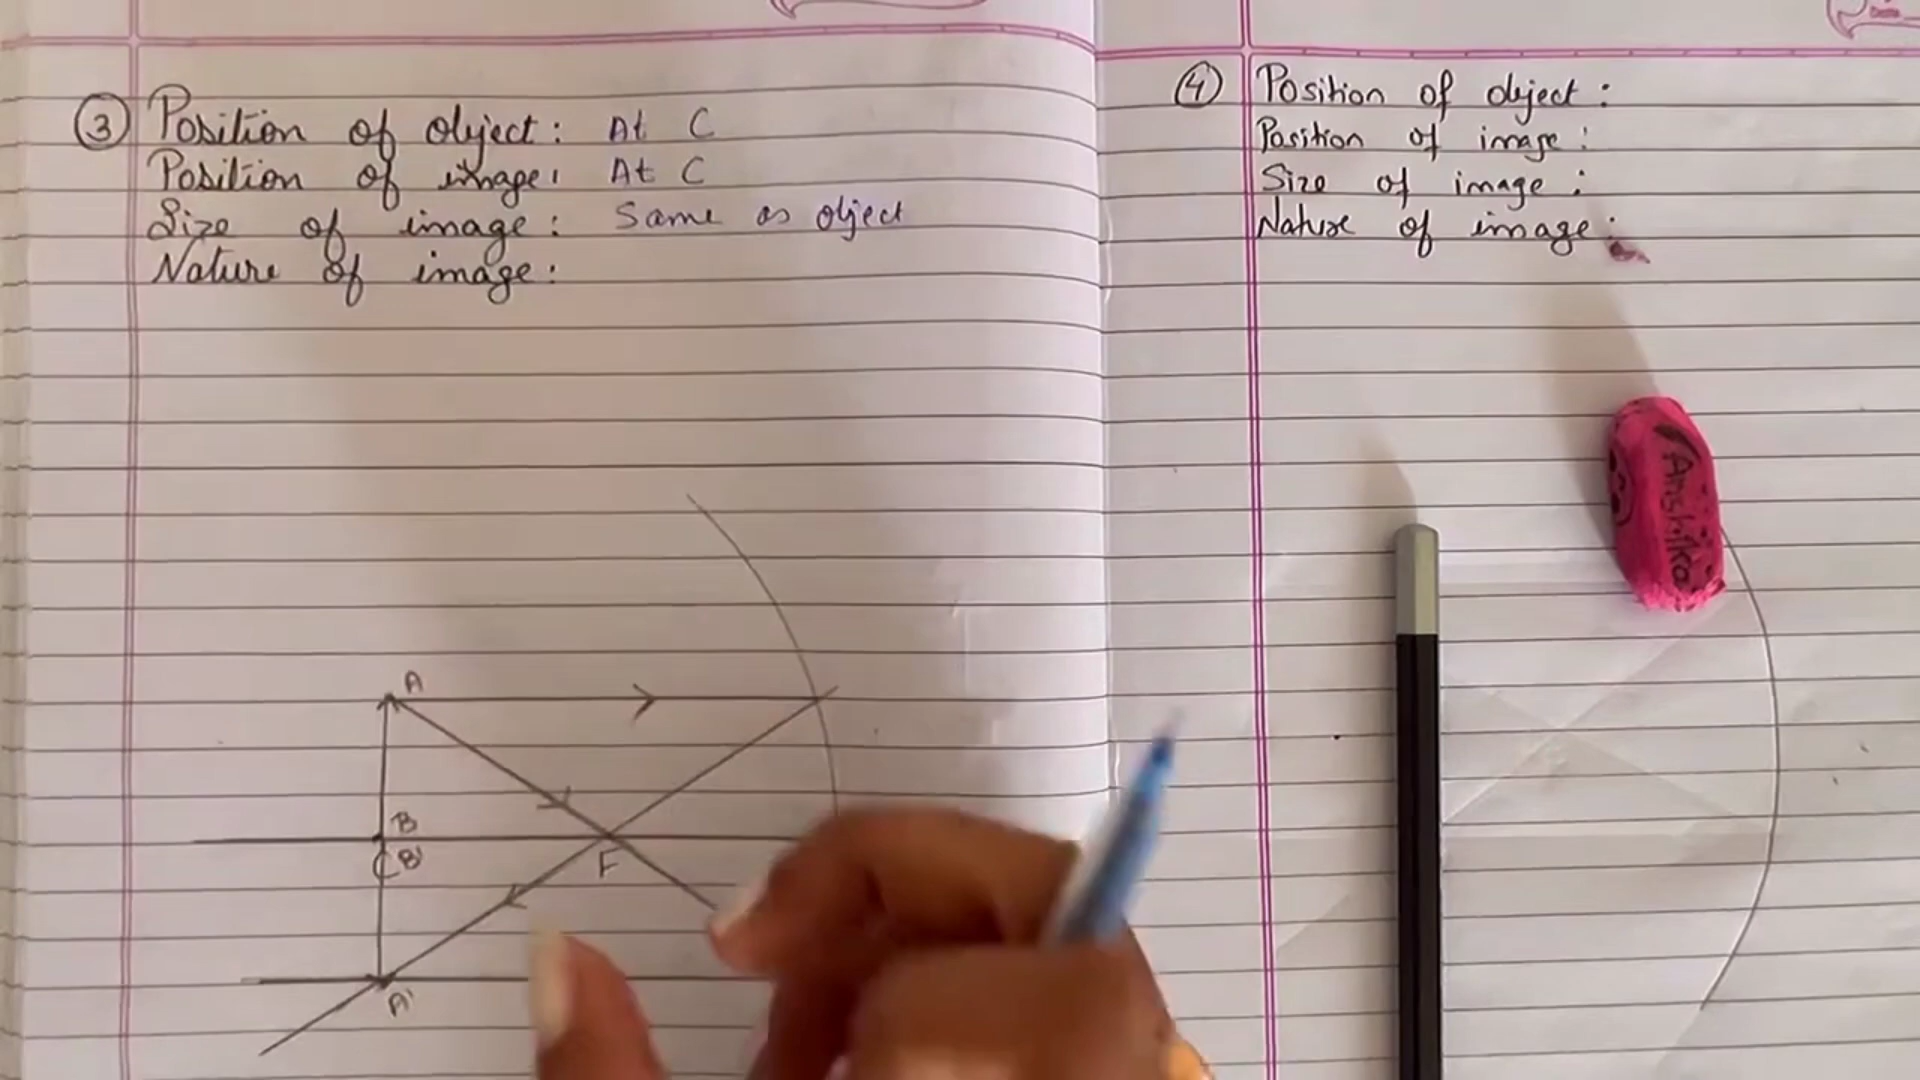 ③ Position of object: At C
Position of image: At C
Size of image: Same as object
Nature of image:
A
B
C B'
F
A'
④ Position of object:
Position of image:
Size of image:
Nature of image:
Anshika